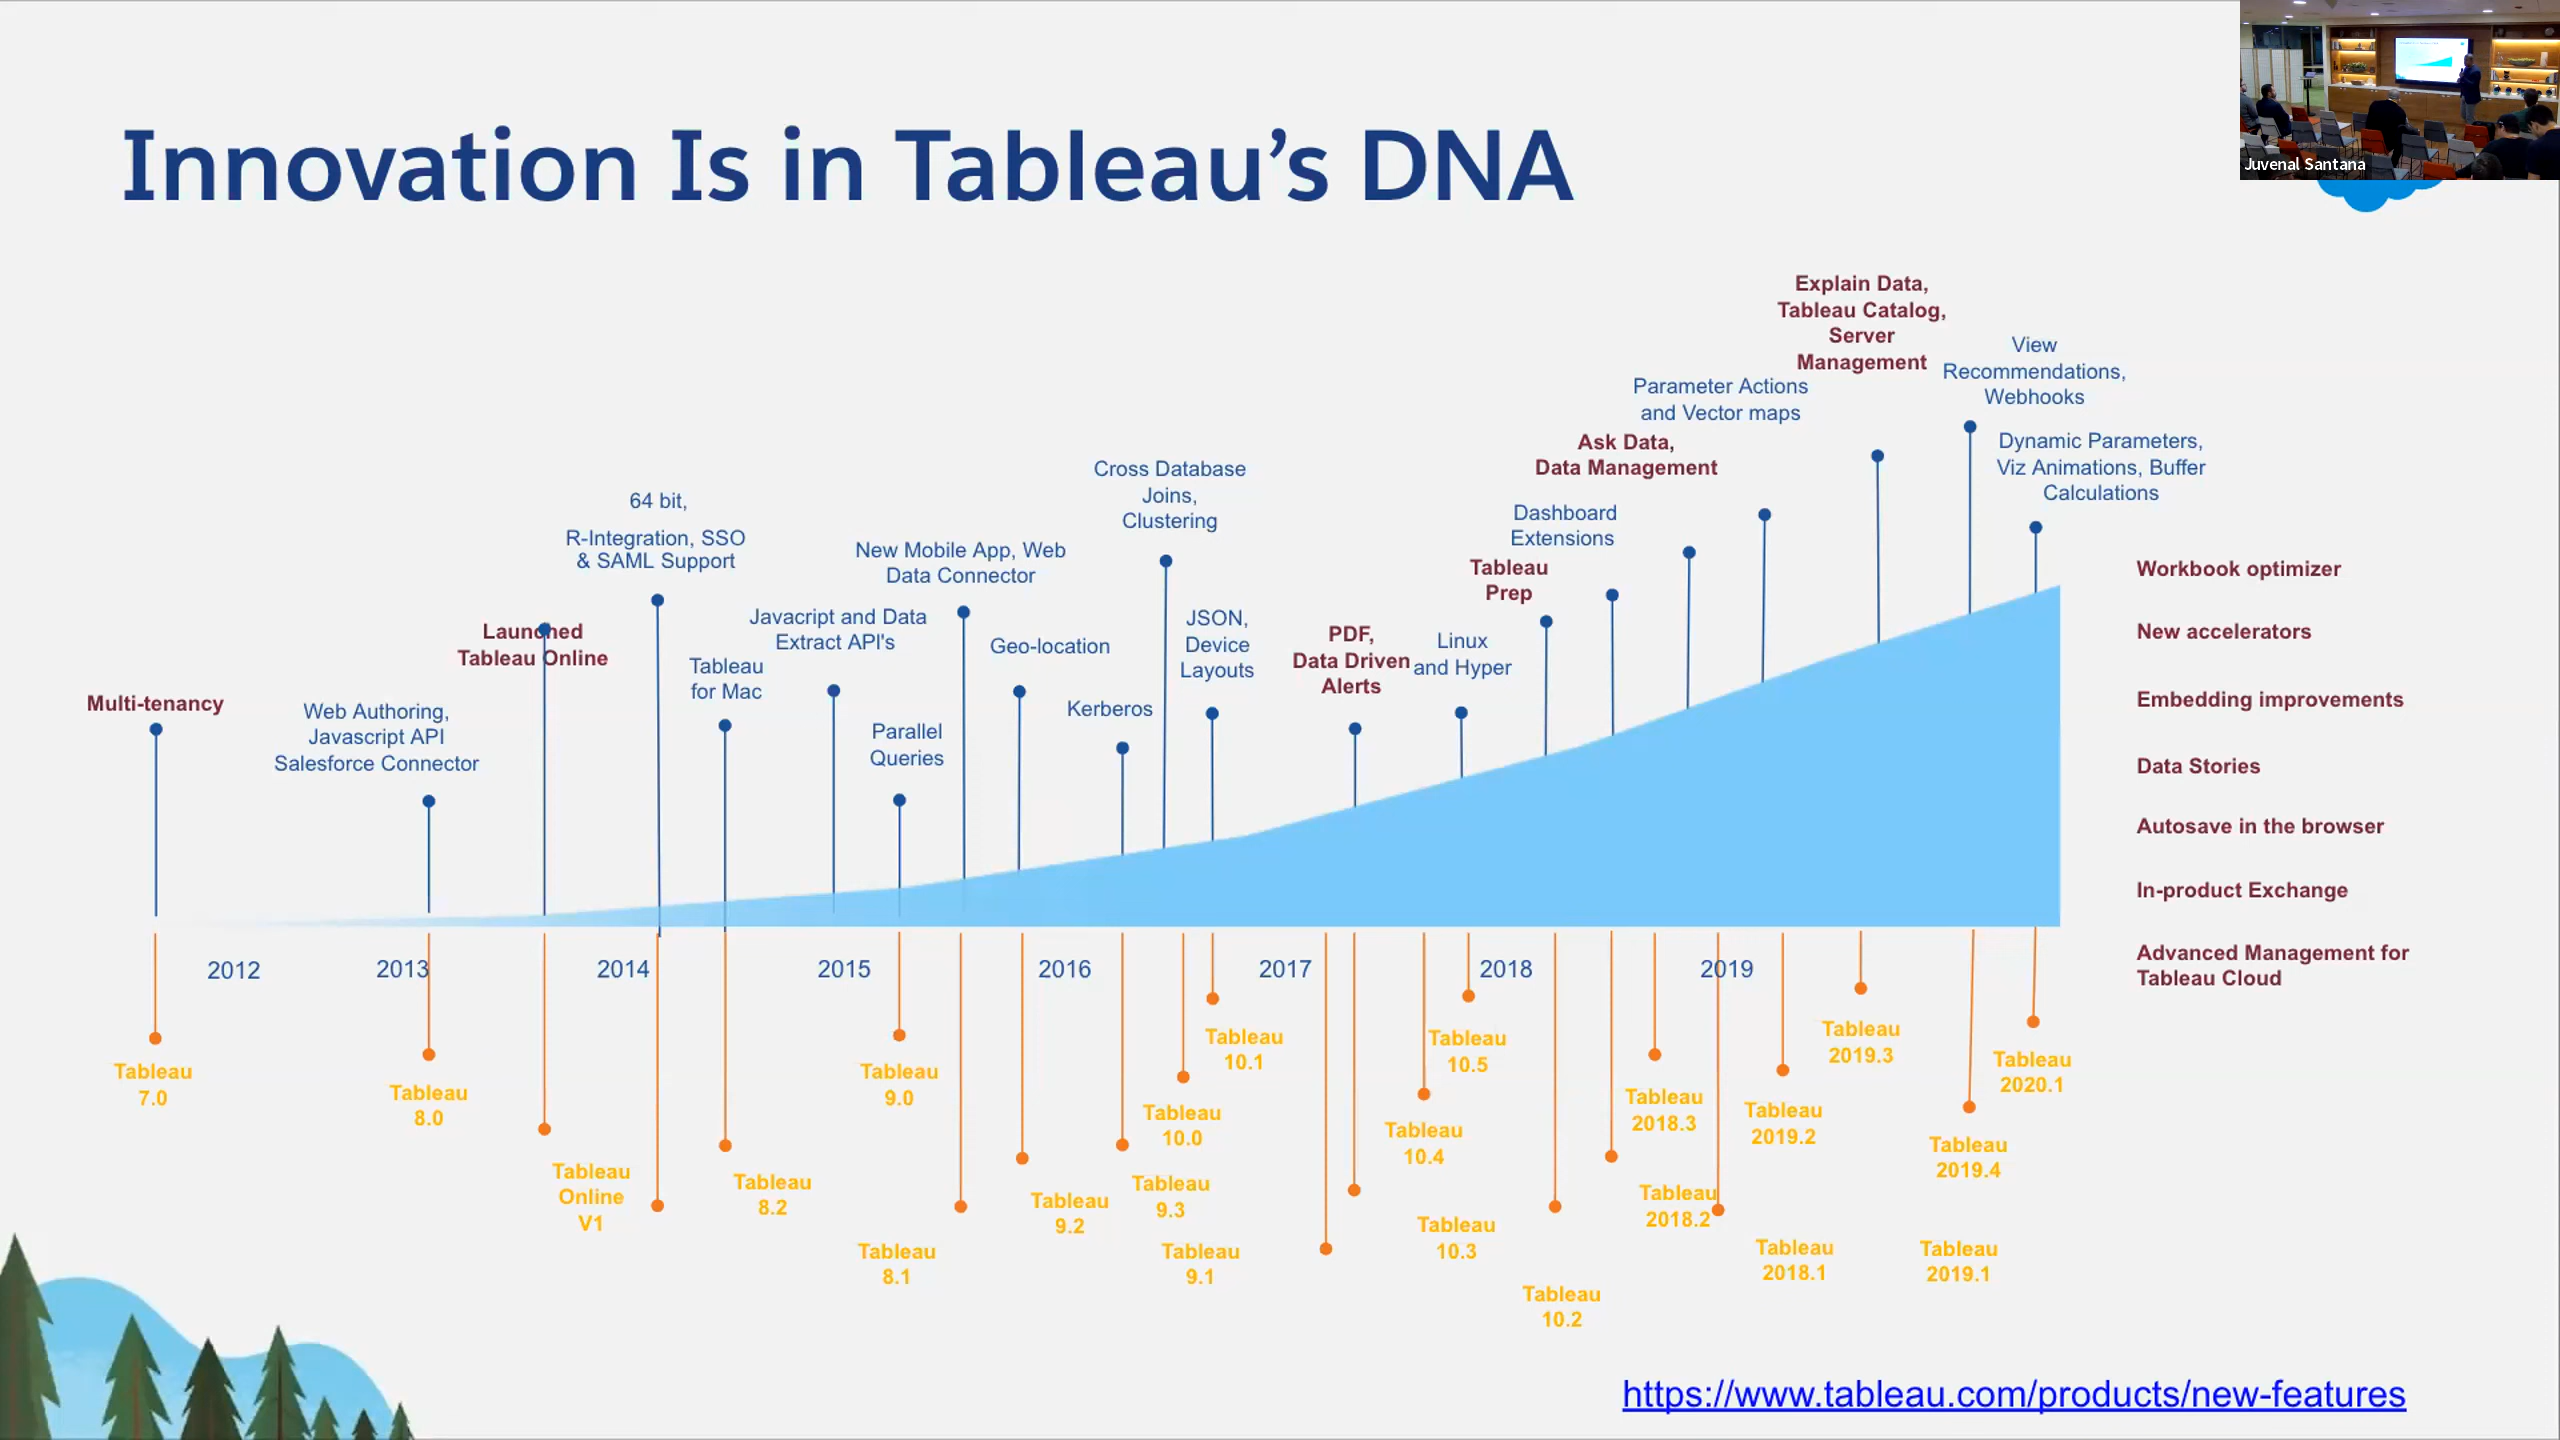 Innovation Is in Tableau's DNA
Juvenal Santana
Multi-tenancy
Web Authoring,
Javascript API
Salesforce Connector
Launched
Tableau Online
64 bit,
R-Integration, SSO
& SAML Support
Tableau
for Mac
Javacript and Data
Extract API's
Parallel
Queries
New Mobile App, Web
Data Connector
Geo-location
Kerberos
Cross Database
Joins,
Clustering
JSON,
Device
Layouts
PDF,
Data Driven
Alerts
Linux
and Hyper
Tableau
Prep
Dashboard
Extensions
Ask Data,
Data Management
Parameter Actions
and Vector maps
Explain Data,
Tableau Catalog,
Server
Management
View
Recommendations,
Webhooks
Dynamic Parameters,
Viz Animations, Buffer
Calculations
Workbook optimizer
New accelerators
Embedding improvements
Data Stories
Autosave in the browser
In-product Exchange
Advanced Management for
Tableau Cloud
2012
2013
2014
2015
2016
2017
2018
2019
Tableau
7.0
Tableau
8.0
Tableau
Online
V1
Tableau
8.2
Tableau
9.0
Tableau
8.1
Tableau
9.2
Tableau
9.3
Tableau
9.1
Tableau
10.0
Tableau
10.1
Tableau
10.5
Tableau
10.4
Tableau
10.3
Tableau
10.2
Tableau
2018.3
Tableau
2018.2
Tableau
2018.1
Tableau
2019.2
Tableau
2019.3
Tableau
2019.4
Tableau
2019.1
Tableau
2020.1
https://www.tableau.com/products/new-features